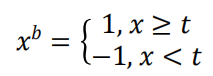 x^b = { 1, x ≥ t
−1, x < t